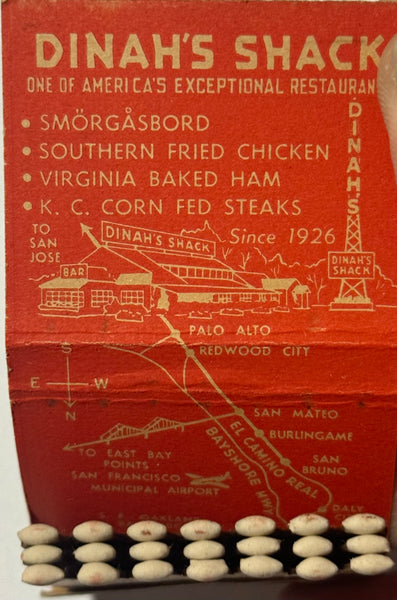 DINAH'S SHACK
ONE OF AMERICA'S EXCEPTIONAL
• SMÖRGÅSBORD
• SOUTHERN FRIED CHICKEN
• VIRGINIA BAKED HAM
• K. C. CORN FED STEAKS
DINAH'S
TO
SAN
JOSE
DINAH'S SHACK
Since 1926
BAR
DINAH'S
SHACK
PALO ALTO
REDWOOD CITY
S
E W
N
SAN MATEO
BURLINGAME
SAN
BRUNO
EL CAMINO REAL
BAYSHORE HWY
TO EAST BAY
POINTS
SAN FRANCISCO
MUNICIPAL AIRPORT
DALY